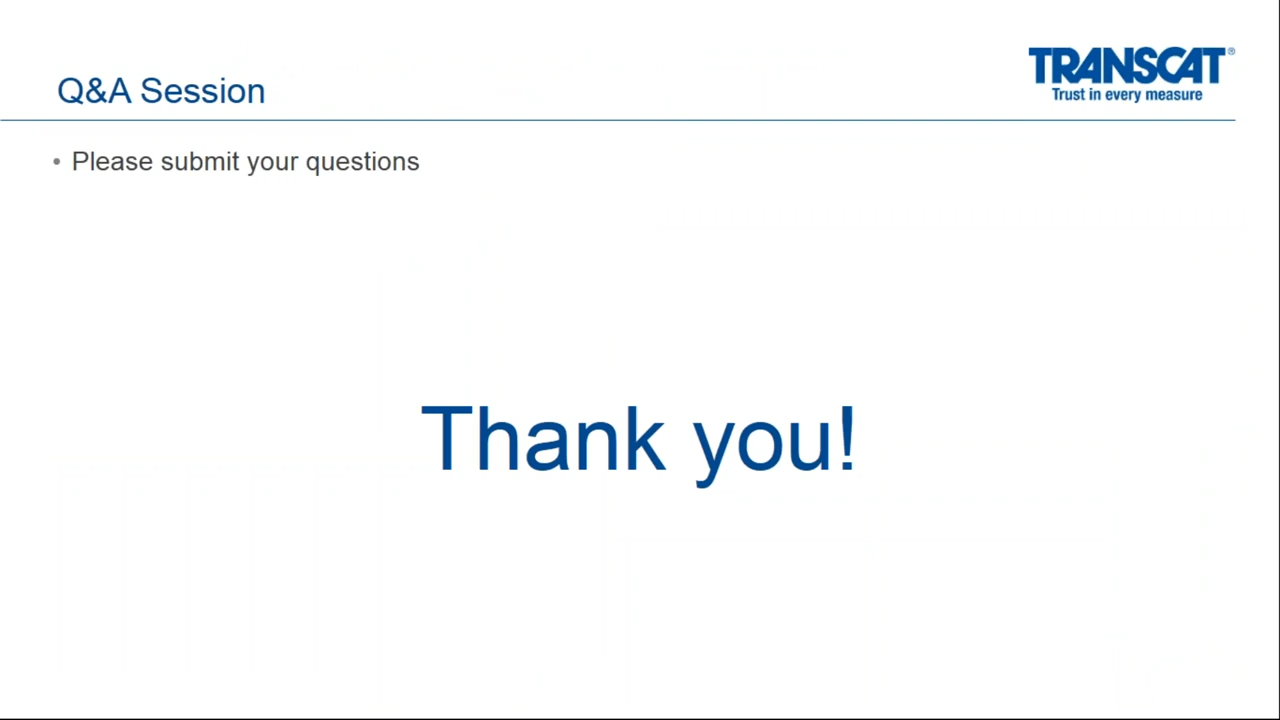 Q&A Session
TRANSCAT®
Trust in every measure
• Please submit your questions
Thank you!